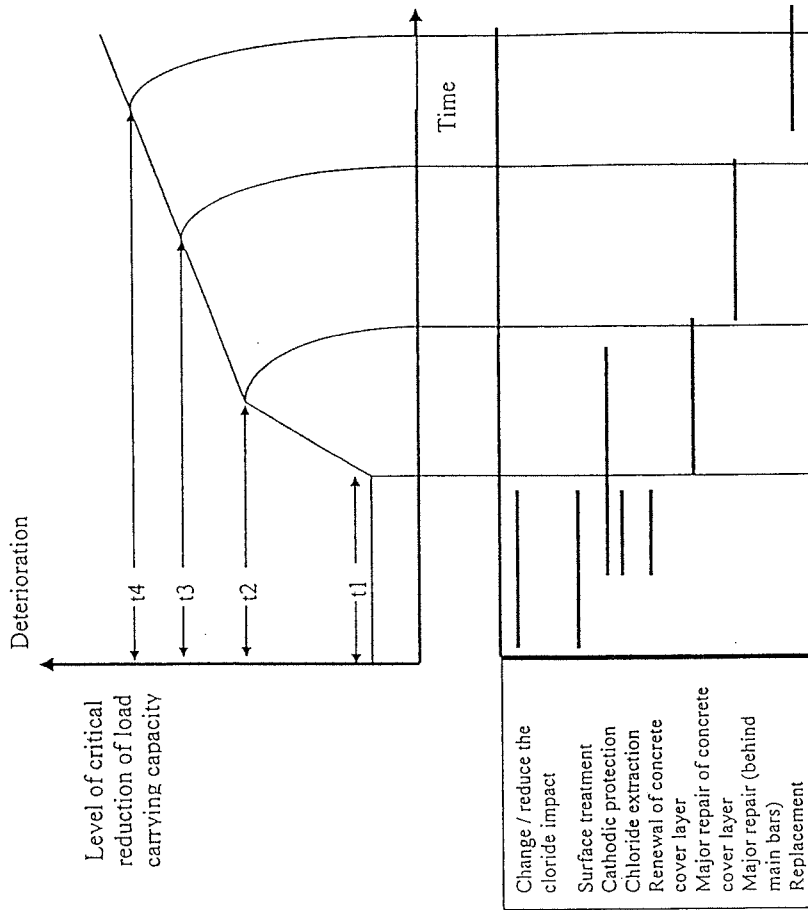 Deterioration
Level of critical
reduction of load
carrying capacity
t4
t3
t2
t1
Time
Change / reduce the
cloride impact
Surface treatment
Cathodic protection
Chloride extraction
Renewal of concrete
cover layer
Major repair of concrete
cover layer
Major repair (behind
main bars)
Replacement